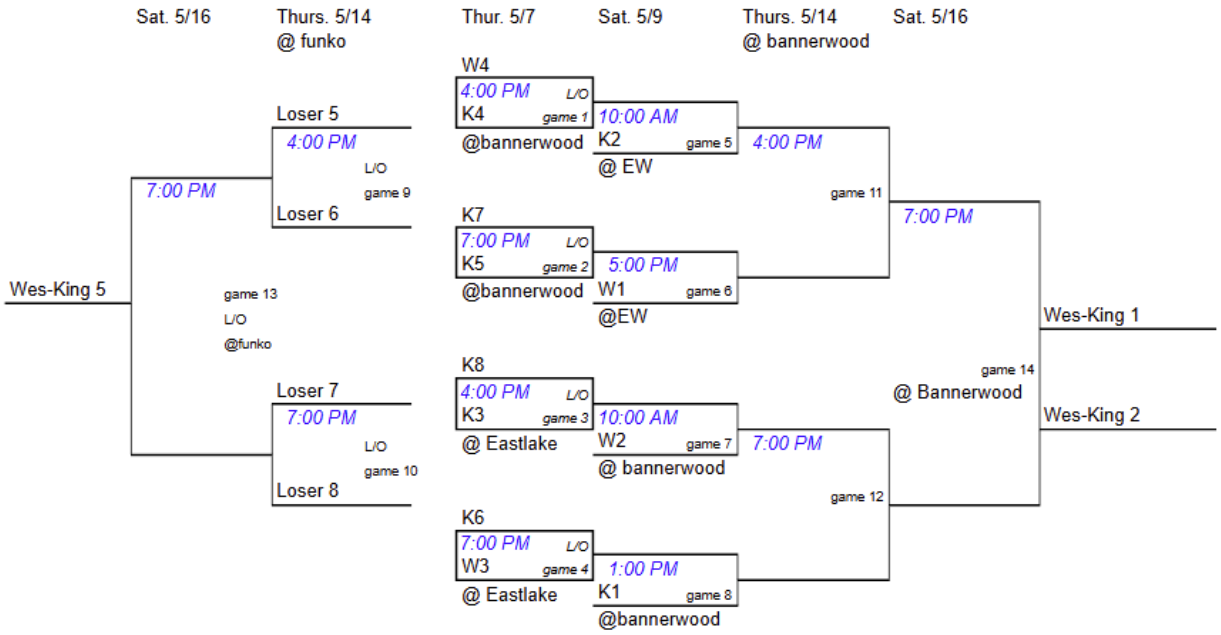 Sat. 5/16
Thurs. 5/14
Thur. 5/7
Sat. 5/9
Thurs. 5/14
Sat. 5/16
@ funko
@ bannerwood
W4
4:00 PM
L/O
K4
game 1
@bannerwood
10:00 AM
K2
game 5
@ EW
4:00 PM
game 11
K7
7:00 PM
L/O
K5
game 2
@bannerwood
5:00 PM
W1
game 6
@EW
7:00 PM
Loser 5
4:00 PM
L/O
game 9
Loser 6
7:00 PM
Wes-King 5
game 13
L/O
@funko
Loser 7
7:00 PM
L/O
game 10
Loser 8
K8
4:00 PM
L/O
K3
game 3
@ Eastlake
10:00 AM
W2
game 7
@ bannerwood
7:00 PM
game 12
K6
7:00 PM
L/O
W3
game 4
@ Eastlake
1:00 PM
K1
game 8
@bannerwood
Wes-King 1
game 14
@ Bannerwood
Wes-King 2